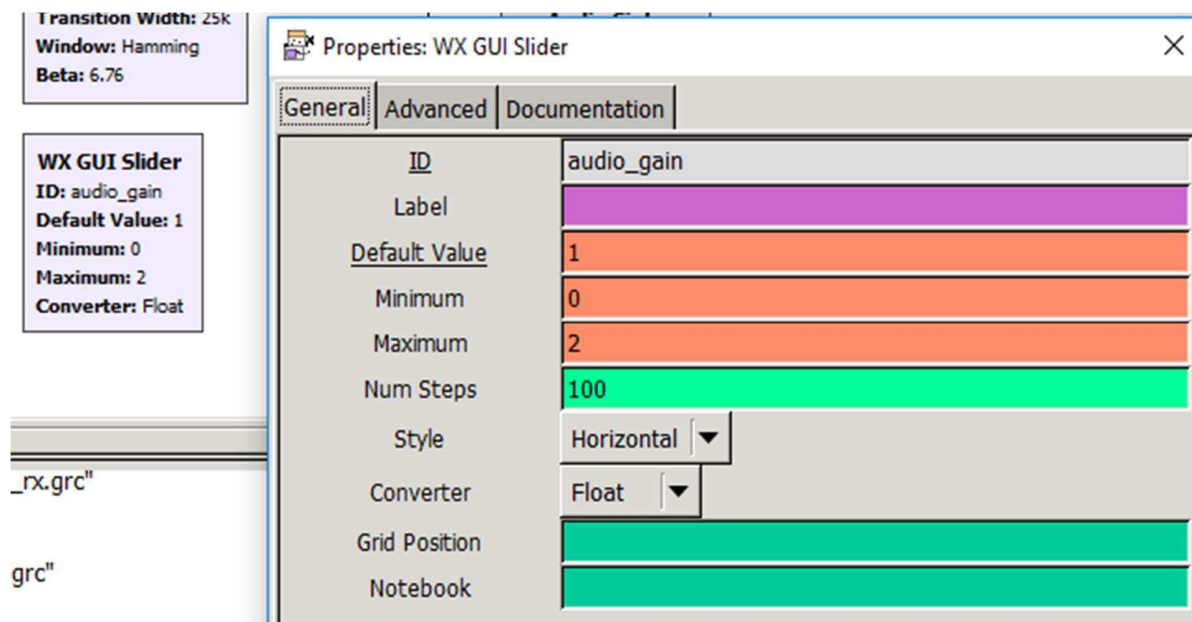 Transition Width: 25k
Window: Hamming
Beta: 6.76
WX GUI Slider
ID: audio_gain
Default Value: 1
Minimum: 0
Maximum: 2
Converter: Float
_rx.grc"
grc"
Properties: WX GUI Slider
General Advanced Documentation
ID audio_gain
Label
Default Value 1
Minimum 0
Maximum 2
Num Steps 100
Style Horizontal
Converter Float
Grid Position
Notebook